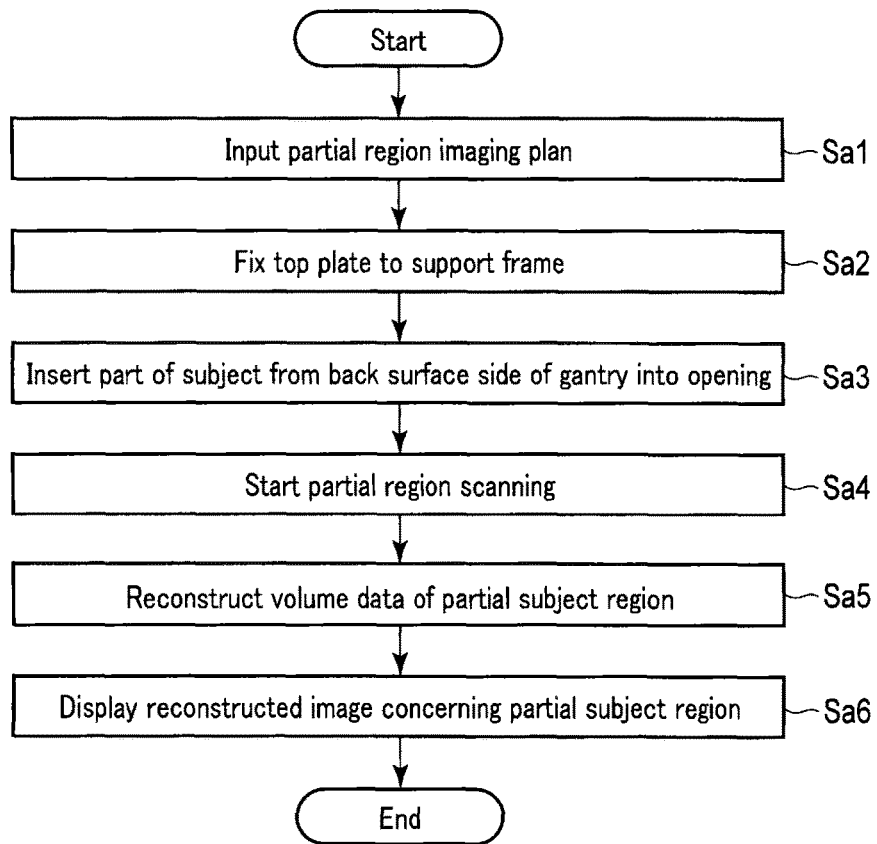 Start
Input partial region imaging plan
Sa1
Fix top plate to support frame
Sa2
Insert part of subject from back surface side of gantry into opening
Sa3
Start partial region scanning
Sa4
Reconstruct volume data of partial subject region
Sa5
Display reconstructed image concerning partial subject region
Sa6
End